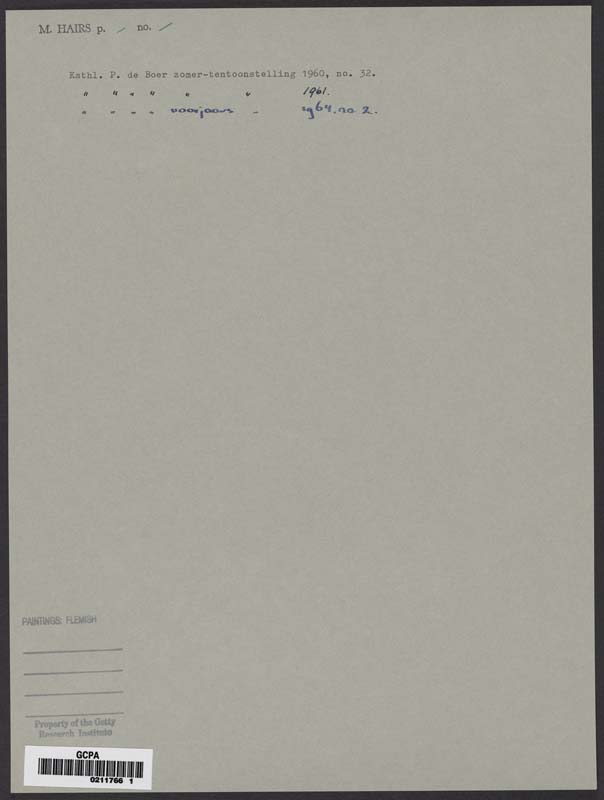 M. HAIRS p. / no. /
Kathl. P. de Boer zomer-tentoonstelling 1960, no. 32.
" " " " " " 1961.
" " " " voorjaars " 1964, no 2.
PAINTINGS: FLEMISH
Property of the Getty
Research Institute
GCPA
0211766 1